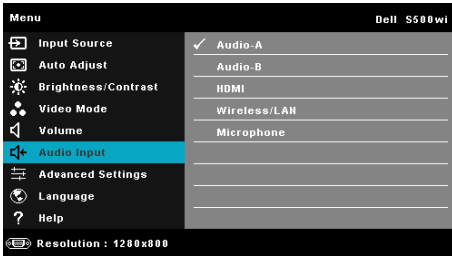 Menu
Dell S500wi
Input Source
Auto Adjust
Brightness/Contrast
Video Mode
Volume
Audio Input
Advanced Settings
Language
? Help
Resolution : 1280x800
Audio-A
Audio-B
HDMI
Wireless/LAN
Microphone